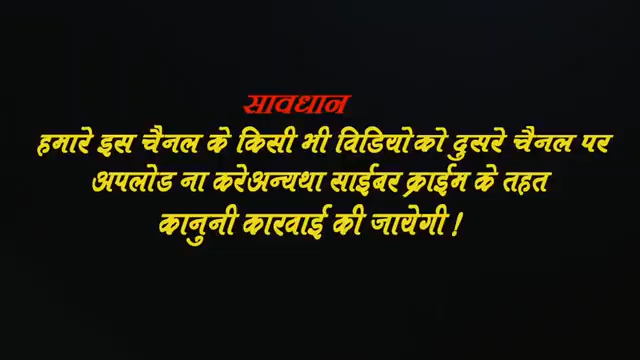 सावधान
हमारे इस चैनल के किसी भी विडियो को दुसरे चैनल पर
अपलोड ना करे अन्यथा साईबर क्राईम के तहत
कानुनी कारवाई की जायेगी !